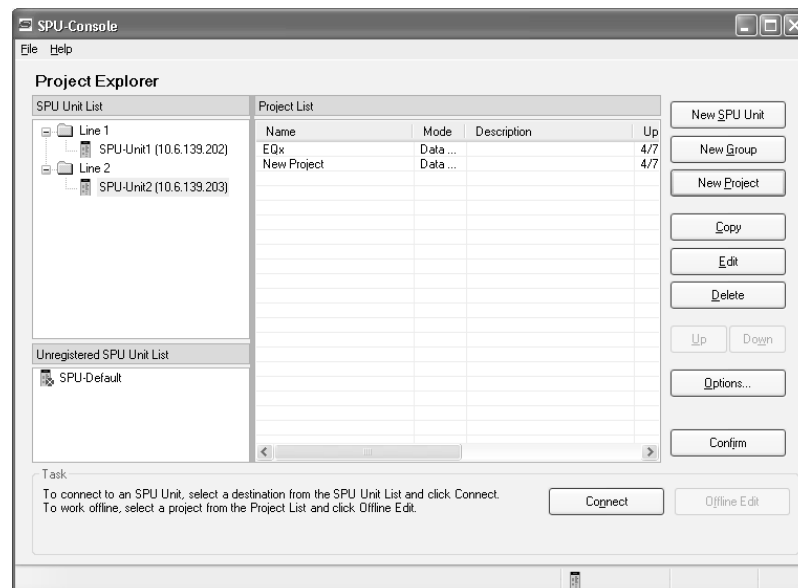 SPU-Console
File Help
Project Explorer
SPU Unit List
Line 1
SPU-Unit1 (10.6.139.202)
Line 2
SPU-Unit2 (10.6.139.203)
Unregistered SPU Unit List
SPU-Default
Project List
Name Mode Description Up
EQx Data ... 4/7
New Project Data ... 4/7
New SPU Unit
New Group
New Project
Copy
Edit
Delete
Up Down
Options...
Confirm
Task
To connect to an SPU Unit, select a destination from the SPU Unit List and click Connect.
To work offline, select a project from the Project List and click Offline Edit.
Connect Offline Edit